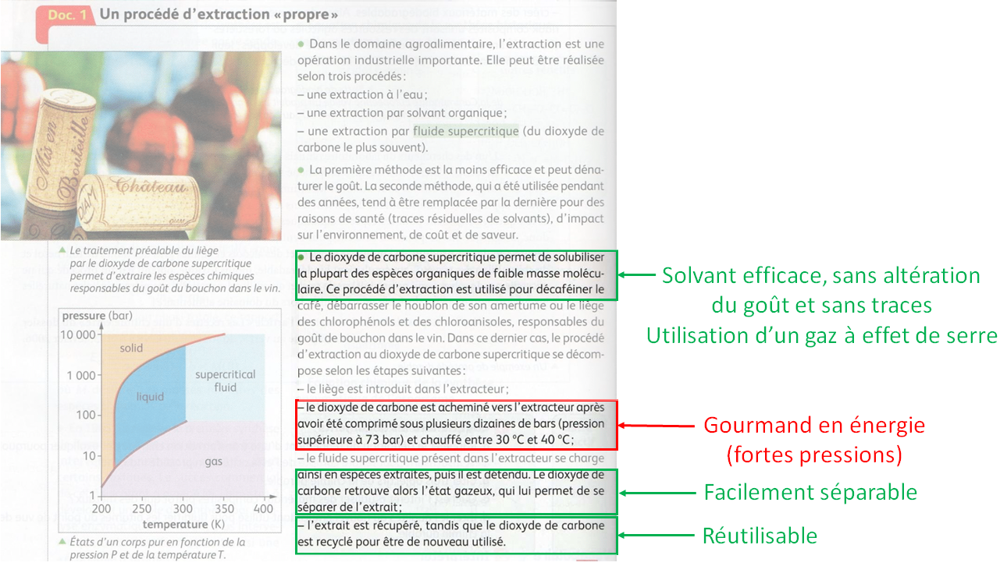 Doc. 1 Un procédé d'extraction «propre»
Mis en
Bouteille
DIAM
Château
DIAM
▲ Le traitement préalable du liège
par le dioxyde de carbone supercritique
permet d'extraire les espèces chimiques
responsables du goût du bouchon dans le vin.
pressure (bar)
10 000
solid
1 000
supercritical
fluid
liquid
100
10
gas
1
200 250 300 350 400
temperature (K)
▲ États d'un corps pur en fonction de la
pression P et de la température T.
• Dans le domaine agroalimentaire, l'extraction est une
opération industrielle importante. Elle peut être réalisée
selon trois procédés :
– une extraction à l'eau ;
– une extraction par solvant organique ;
– une extraction par fluide supercritique (du dioxyde de
carbone le plus souvent).
• La première méthode est la moins efficace et peut déna-
turer le goût. La seconde méthode, qui a été utilisée pendant
des années, tend à être remplacée par la dernière pour des
raisons de santé (traces résiduelles de solvants), d'impact
sur l'environnement, de coût et de saveur.
• Le dioxyde de carbone supercritique permet de solubiliser
la plupart des espèces organiques de faible masse molécu-
laire. Ce procédé d'extraction est utilisé pour décaféiner le
café, débarrasser le houblon de son amertume ou le liège
des chlorophénols et des chloroanisoles, responsables du
goût de bouchon dans le vin. Dans ce dernier cas, le procédé
d'extraction au dioxyde de carbone supercritique se décom-
pose selon les étapes suivantes :
– le liège est introduit dans l'extracteur ;
– le dioxyde de carbone est acheminé vers l'extracteur après
avoir été comprimé sous plusieurs dizaines de bars (pression
supérieure à 73 bar) et chauffé entre 30 °C et 40 °C ;
– le fluide supercritique présent dans l'extracteur se charge
ainsi en espèces extraites, puis il est détendu. Le dioxyde de
carbone retrouve alors l'état gazeux, qui lui permet de se
séparer de l'extrait ;
– l'extrait est récupéré, tandis que le dioxyde de carbone
est recyclé pour être de nouveau utilisé.
Solvant efficace, sans altération
du goût et sans traces
Utilisation d'un gaz à effet de serre
Gourmand en énergie
(fortes pressions)
Facilement séparable
Réutilisable